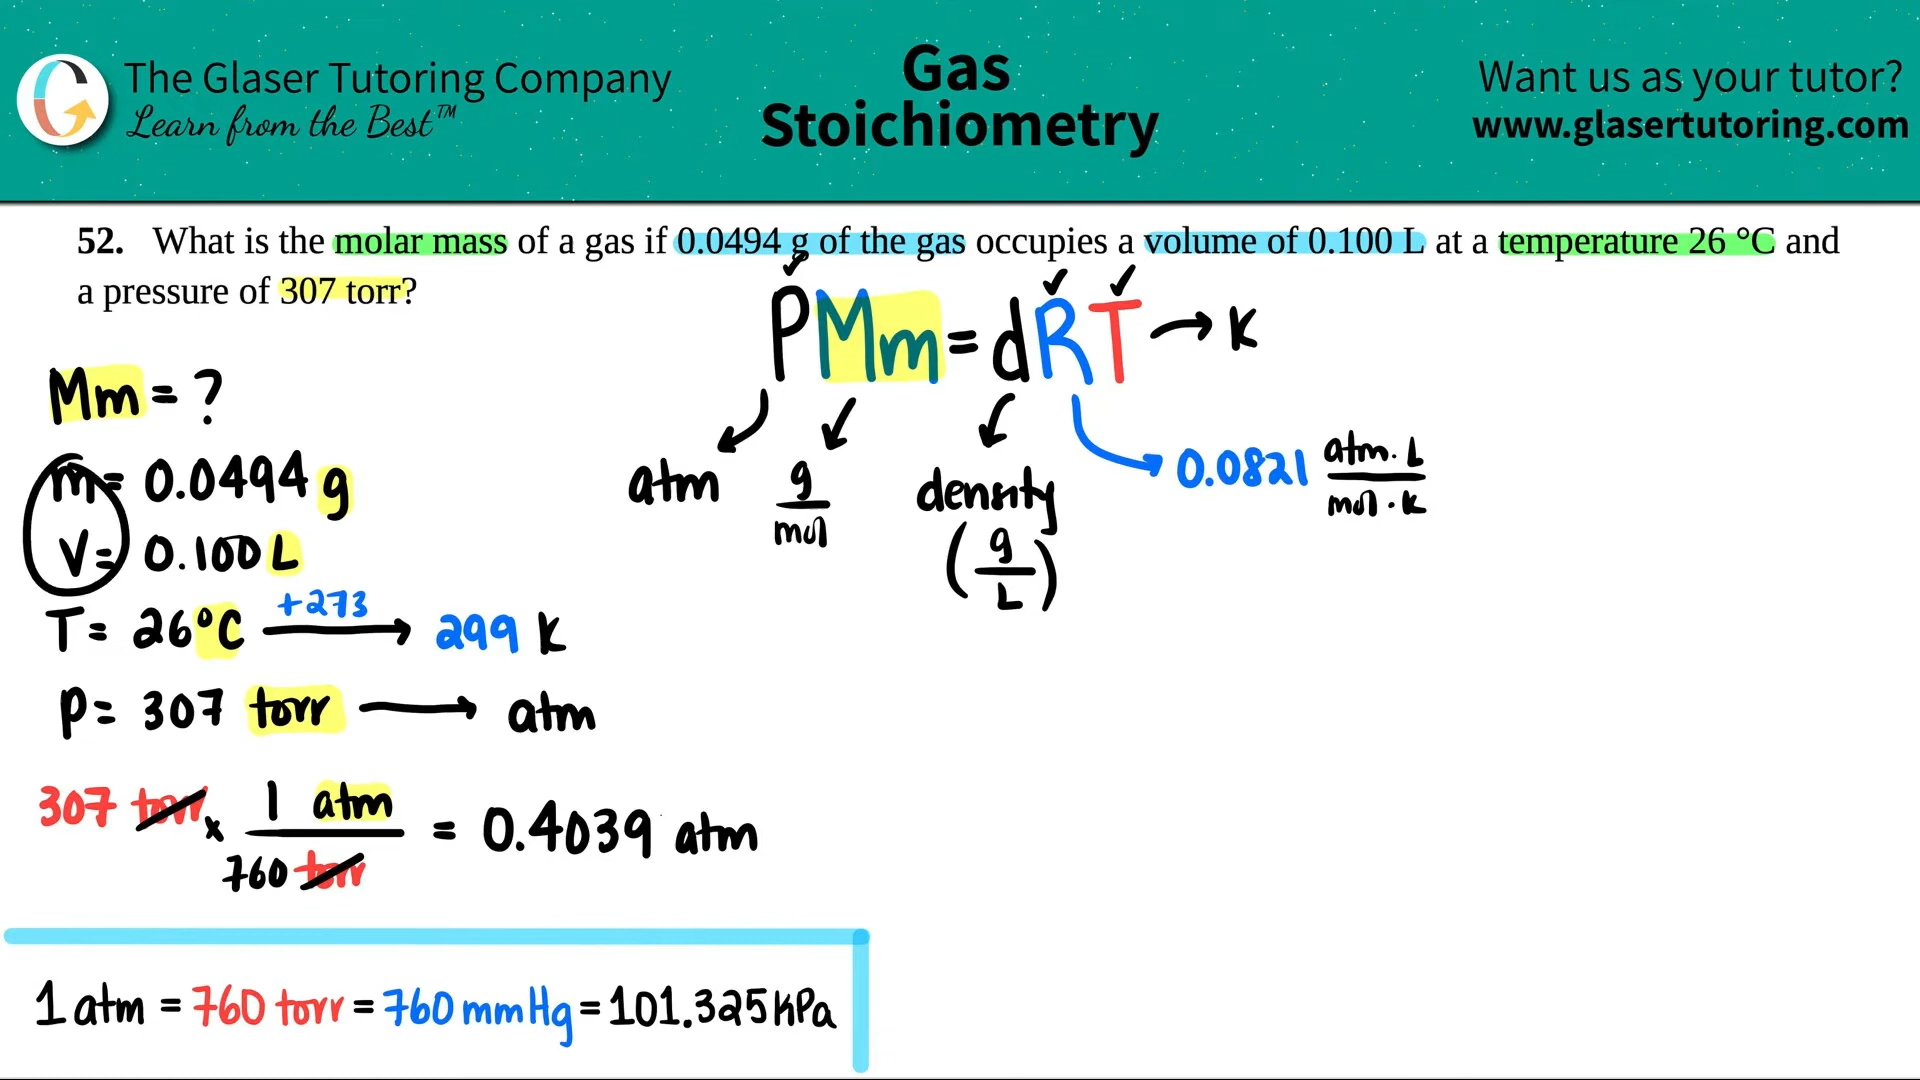 The Glaser Tutoring Company
Learn from the Best™
Gas
Stoichiometry
Want us as your tutor?
www.glasertutoring.com
52. What is the molar mass of a gas if 0.0494 g of the gas occupies a volume of 0.100 L at a temperature 26 °C and
a pressure of 307 torr?
PMm = dRT → K
Mm = ?
m = 0.0494 g
V = 0.100 L
T = 26°C +273 → 299 K
P = 307 torr → atm
atm
g
mol
density
(g
L)
0.0821 atm·L
mol·K
307 torr x 1 atm = 0.4039 atm
760 torr
1 atm = 760 torr = 760 mmHg = 101.325 kPa